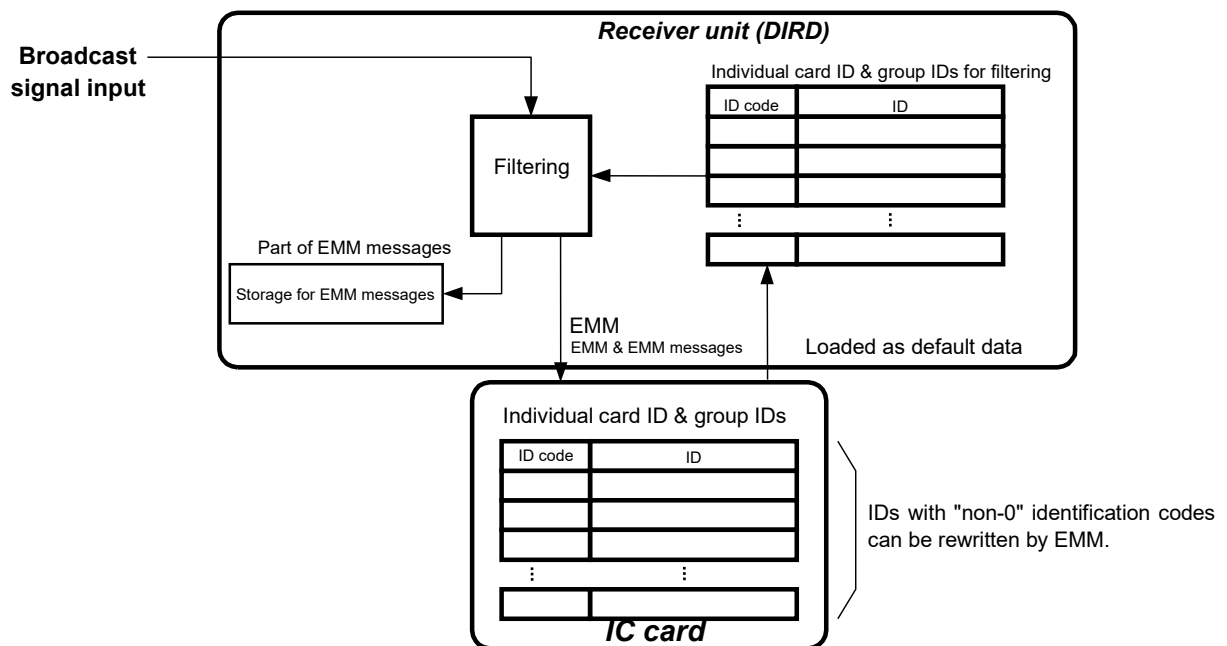 Receiver unit (DIRD)
Broadcast
signal input
Individual card ID & group IDs for filtering
ID code ID
Filtering
⋮ ⋮
Part of EMM messages
Storage for EMM messages
EMM
EMM & EMM messages
Loaded as default data
Individual card ID & group IDs
ID code ID
IDs with "non-0" identification codes
can be rewritten by EMM.
⋮ ⋮
IC card